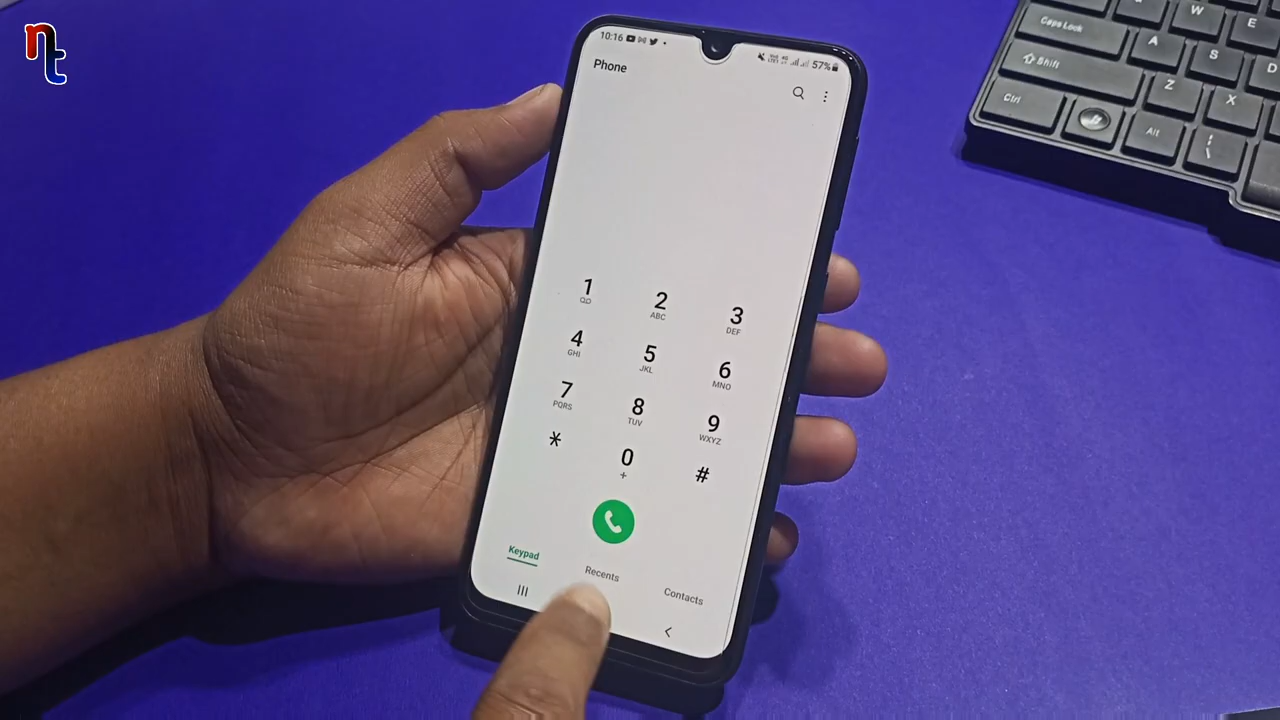 nt
10:16
57%
Phone
1 2 3
ABC DEF
4 5 6
GHI JKL MNO
7 8 9
PQRS TUV WXYZ
* 0 #
+
Keypad Recents Contacts
W E
Caps Lock A S D
Shift Z X
Ctrl Alt